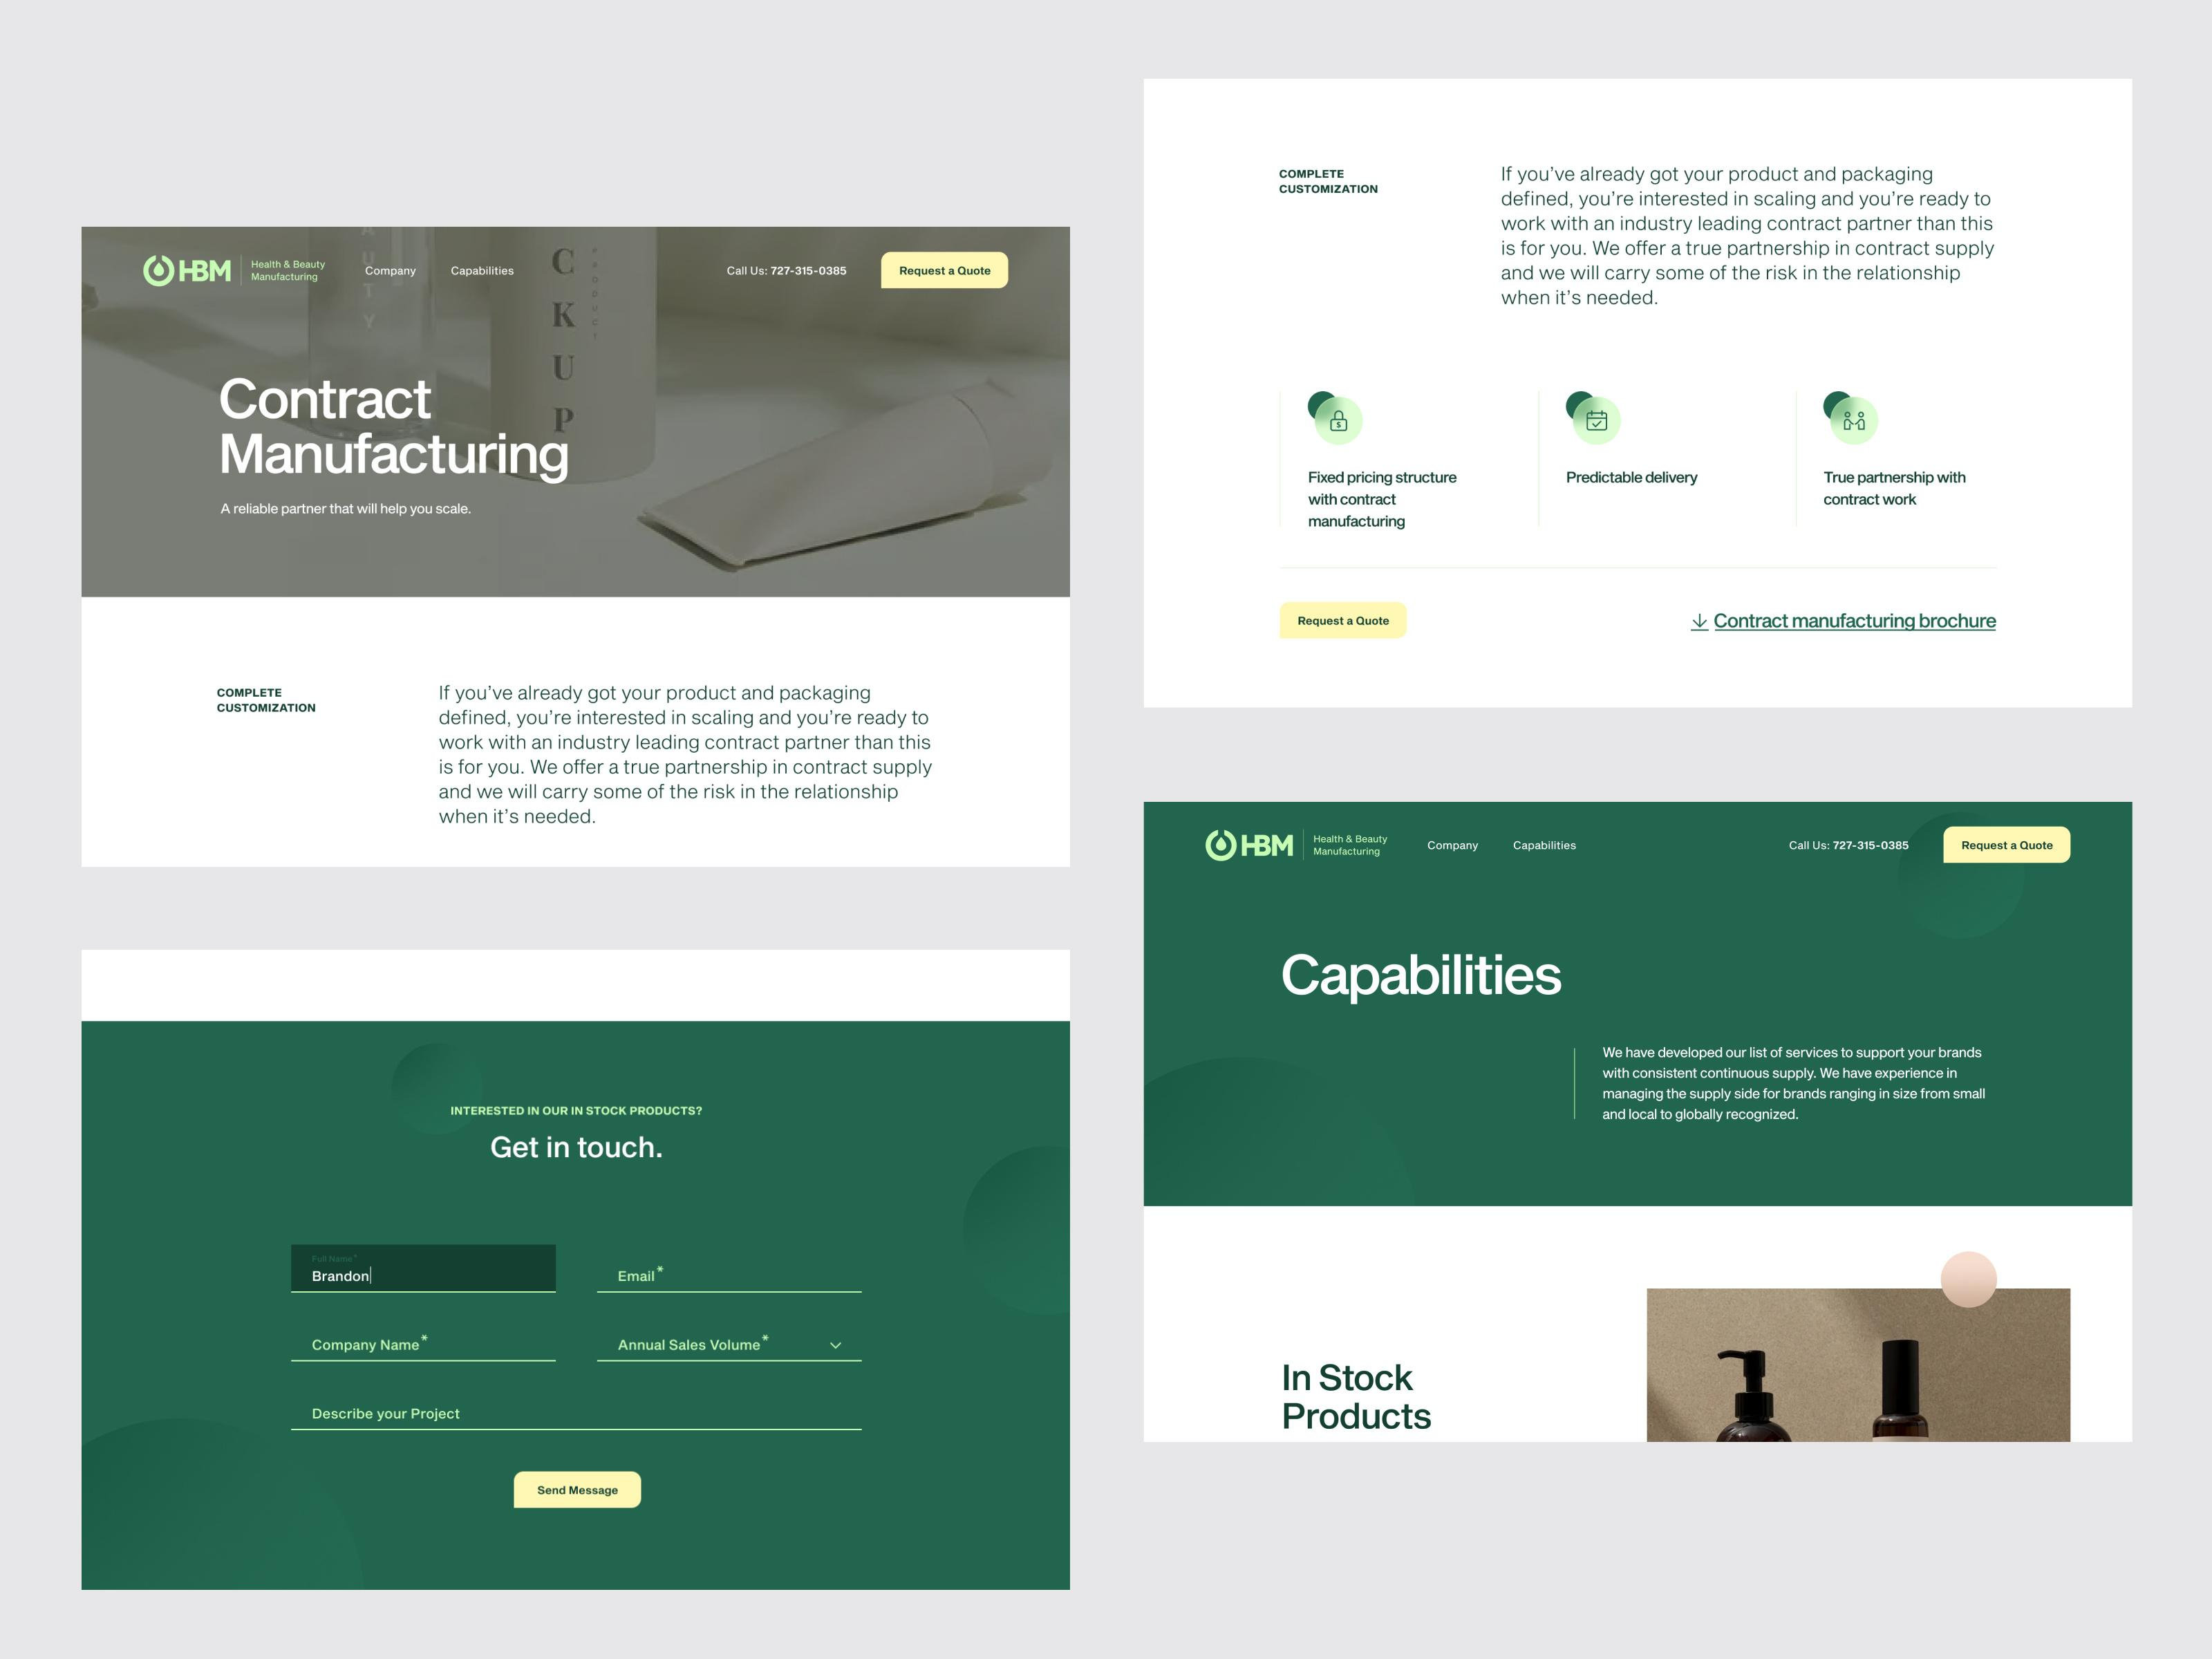 HBM
Health & Beauty
Manufacturing
Company
Capabilities
Call Us: 727-315-0385
Request a Quote
A
U
T
Y
C
K
U
P
PRODUCT
Contract
Manufacturing
A reliable partner that will help you scale.
COMPLETE
CUSTOMIZATION
If you’ve already got your product and packaging
defined, you’re interested in scaling and you’re ready to
work with an industry leading contract partner than this
is for you. We offer a true partnership in contract supply
and we will carry some of the risk in the relationship
when it’s needed.
INTERESTED IN OUR IN STOCK PRODUCTS?
Get in touch.
Full Name*
Brandon
Email*
Company Name*
Annual Sales Volume*
Describe your Project
Send Message
COMPLETE
CUSTOMIZATION
If you’ve already got your product and packaging
defined, you’re interested in scaling and you’re ready to
work with an industry leading contract partner than this
is for you. We offer a true partnership in contract supply
and we will carry some of the risk in the relationship
when it’s needed.
$
Fixed pricing structure
with contract
manufacturing
Predictable delivery
True partnership with
contract work
Request a Quote
Contract manufacturing brochure
HBM
Health & Beauty
Manufacturing
Company
Capabilities
Call Us: 727-315-0385
Request a Quote
Capabilities
We have developed our list of services to support your brands
with consistent continuous supply. We have experience in
managing the supply side for brands ranging in size from small
and local to globally recognized.
In Stock
Products